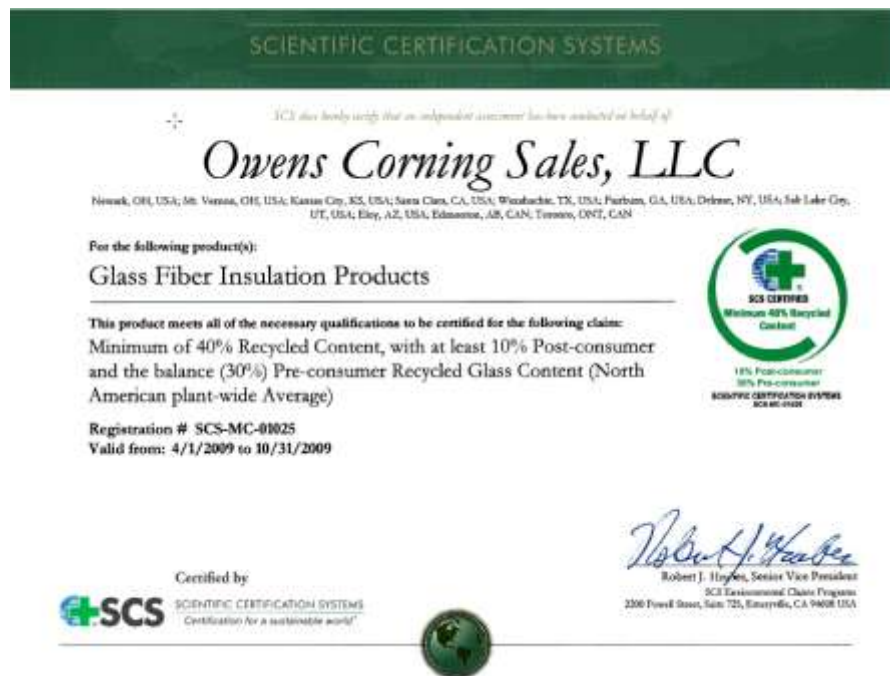 SCIENTIFIC CERTIFICATION SYSTEMS
SCS does hereby certify that an independent assessment has been conducted on behalf of:
Owens Corning Sales, LLC
Newark, OH, USA; Mt. Vernon, OH, USA; Kansas City, KS, USA; Santa Clara, CA, USA; Waxahachie, TX, USA; Fairburn, GA, USA; Delmar, NY, USA; Salt Lake City,
UT, USA; Eloy, AZ, USA; Edmonton, AB, CAN; Toronto, ONT, CAN
For the following product(s):
Glass Fiber Insulation Products
This product meets all of the necessary qualifications to be certified for the following claim:
Minimum of 40% Recycled Content, with at least 10% Post-consumer
and the balance (30%) Pre-consumer Recycled Glass Content (North
American plant-wide Average)
Registration # SCS-MC-01025
Valid from: 4/1/2009 to 10/31/2009
SCS CERTIFIED
Minimum 40% Recycled
Content
10% Post-consumer
30% Pre-consumer
SCIENTIFIC CERTIFICATION SYSTEMS
SCS-MC-01025
Robert J. Senior Vice President
SCS Environmental Claims Programs
2200 Powell Street, Suite 725, Emeryville, CA 94608 USA
Certified by
SCS
SCIENTIFIC CERTIFICATION SYSTEMS
Certification for a sustainable world